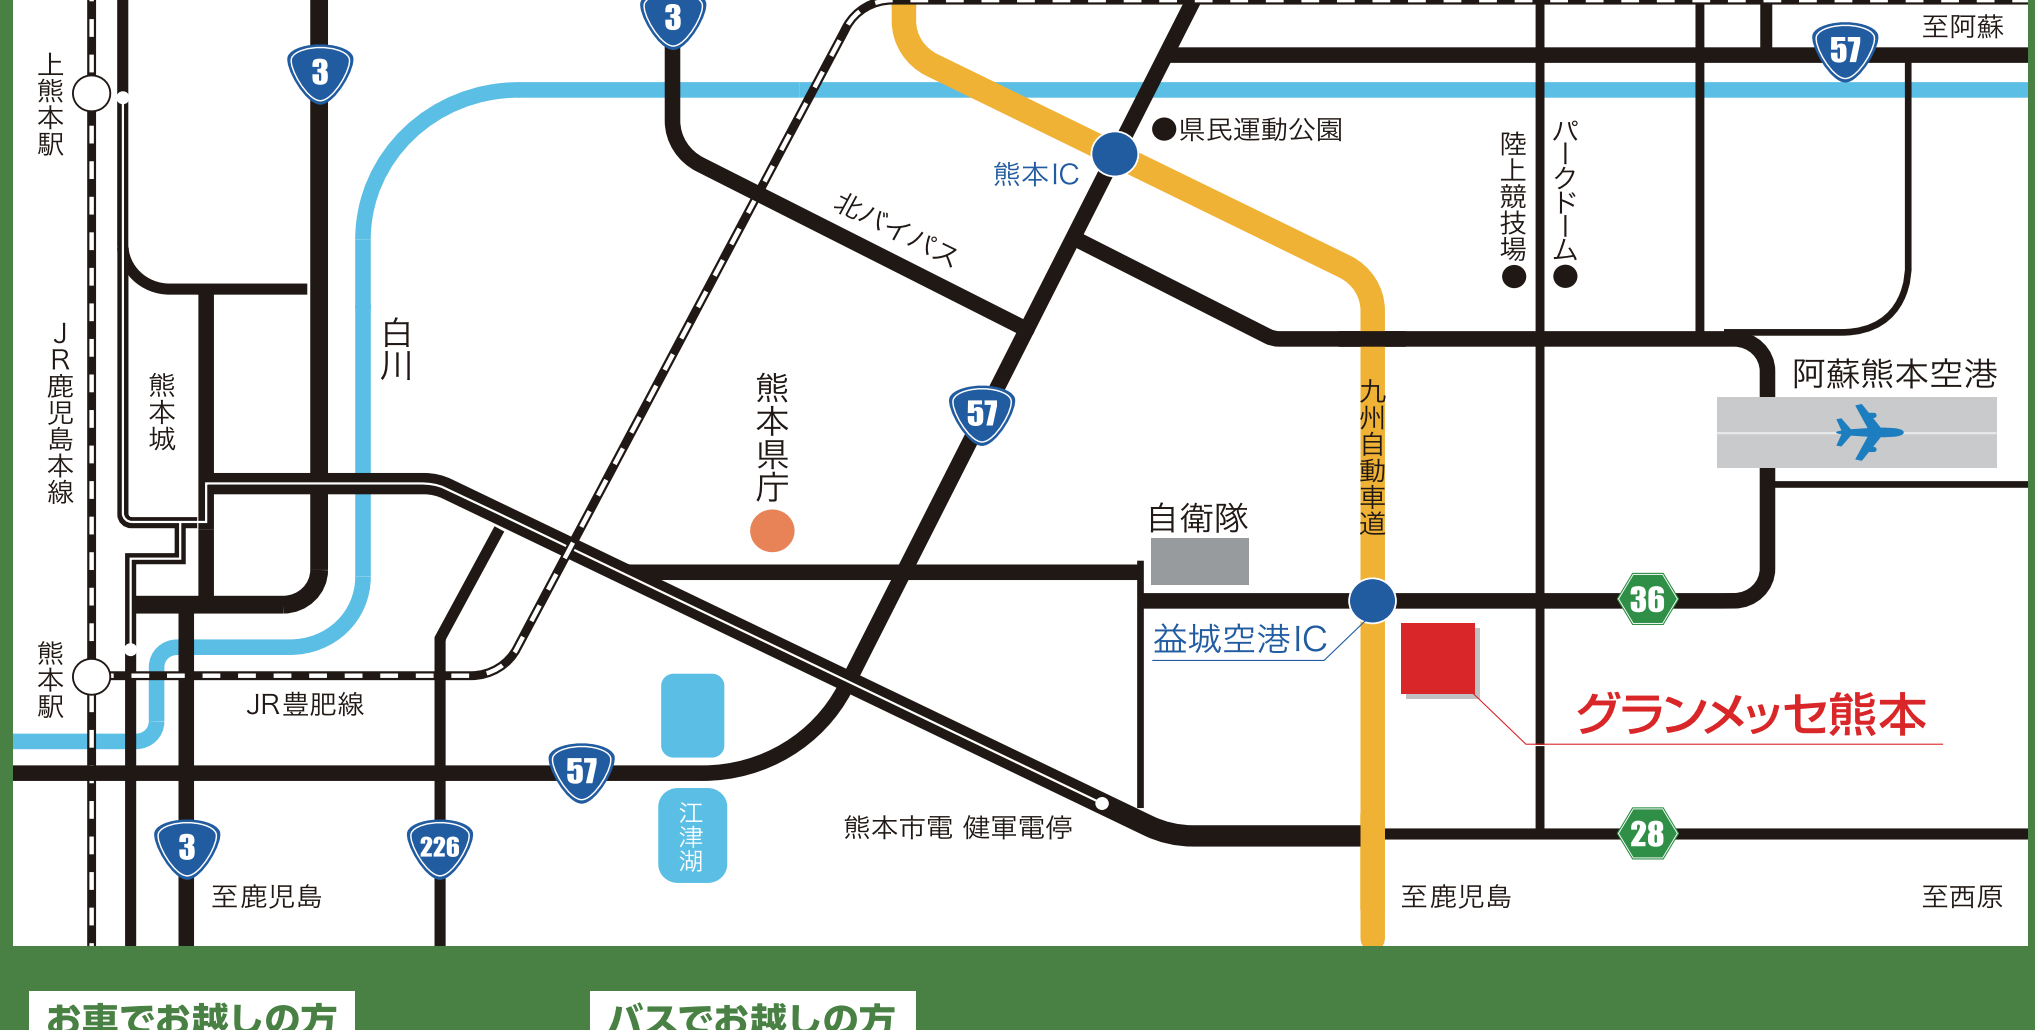 3
至阿蘇
57
上熊本駅
3
県民運動公園
陸上競技場
パークドーム
熊本IC
北バイパス
白川
JR鹿児島本線
熊本城
熊本県庁
57
九州自動車道
阿蘇熊本空港
自衛隊
36
益城空港IC
熊本駅
JR豊肥線
グランメッセ熊本
57
江津湖
熊本市電 健軍電停
3
226
28
至鹿児島
至鹿児島
至西原
お車でお越しの方
バスでお越しの方